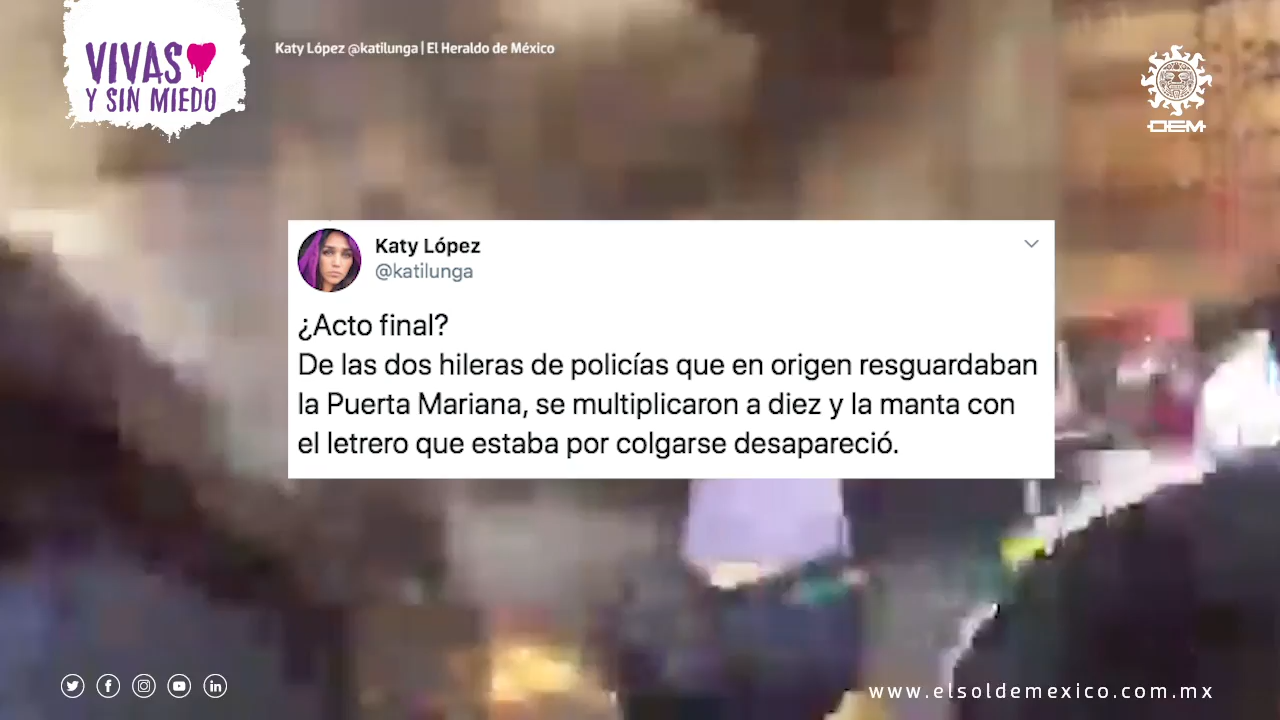 VIVAS
Y SIN MIEDO
Katy López @katilunga | El Heraldo de México
OEM
Katy López
@katilunga
¿Acto final?
De las dos hileras de policías que en origen resguardaban
la Puerta Mariana, se multiplicaron a diez y la manta con
el letrero que estaba por colgarse desapareció.
www.elsoldemexico.com.mx